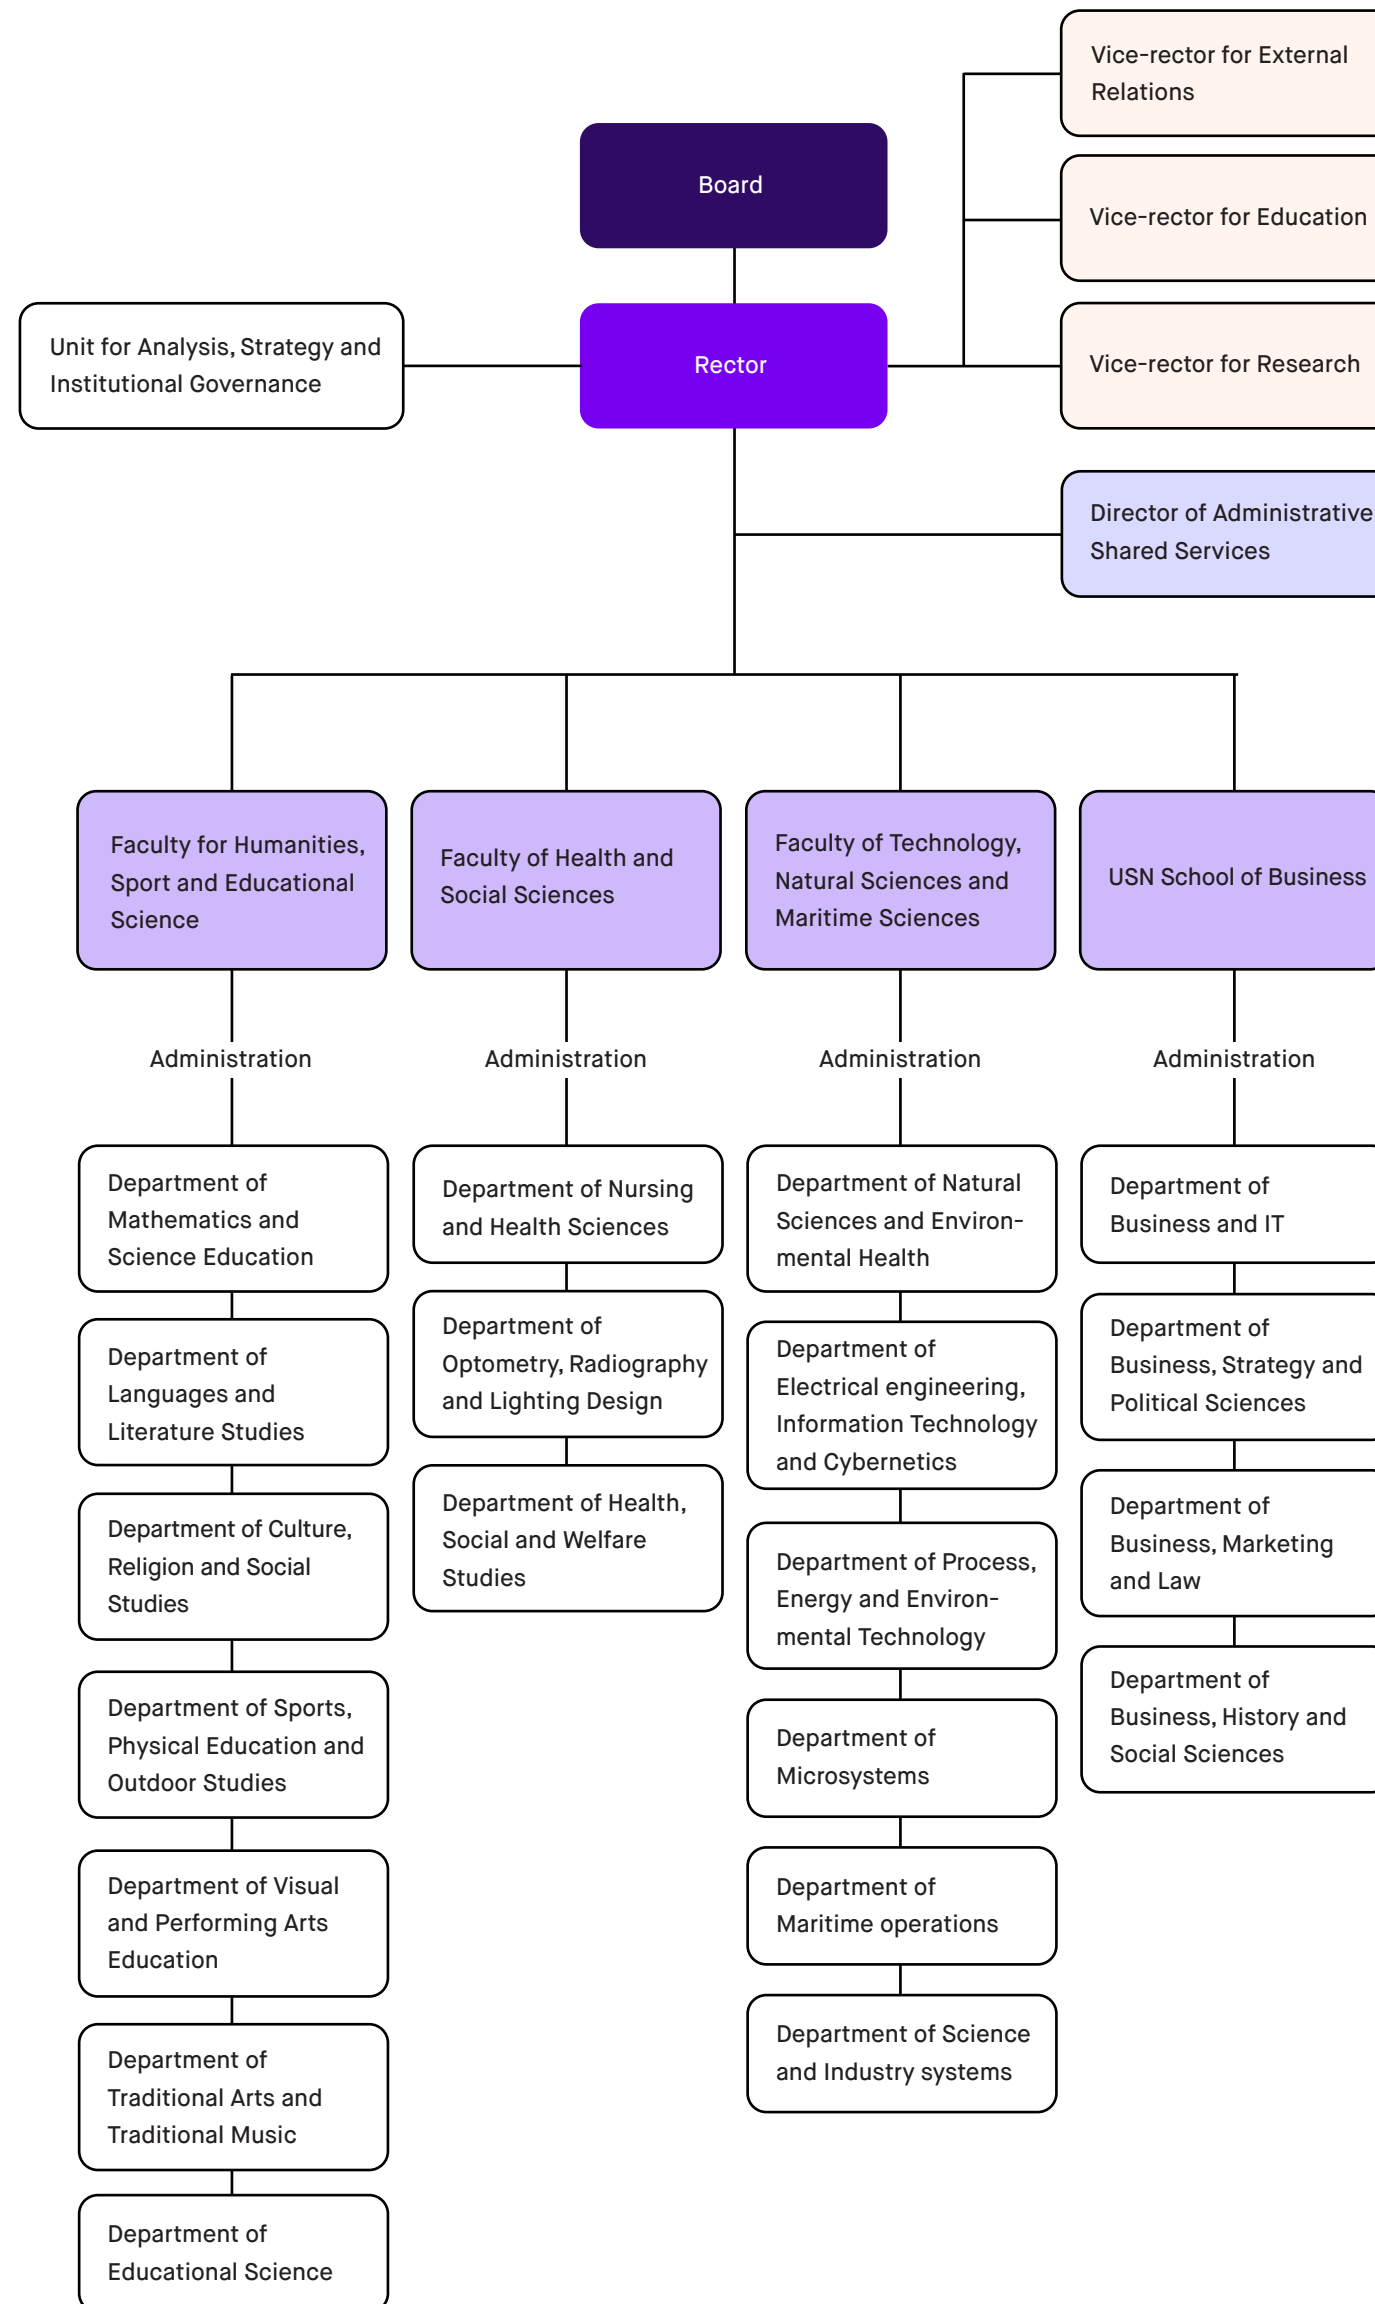 Vice-rector for External
Relations
Board
Vice-rector for Education
Unit for Analysis, Strategy and
Institutional Governance
Rector
Vice-rector for Research
Director of Administrative
Shared Services
Faculty for Humanities,
Sport and Educational
Science
Faculty of Health and
Social Sciences
Faculty of Technology,
Natural Sciences and
Maritime Sciences
USN School of Business
Administration
Administration
Administration
Administration
Department of
Mathematics and
Science Education
Department of
Languages and
Literature Studies
Department of Culture,
Religion and Social
Studies
Department of Sports,
Physical Education and
Outdoor Studies
Department of Visual
and Performing Arts
Education
Department of
Traditional Arts and
Traditional Music
Department of
Educational Science
Department of Nursing
and Health Sciences
Department of
Optometry, Radiography
and Lighting Design
Department of Health,
Social and Welfare
Studies
Department of Natural
Sciences and Environ-
mental Health
Department of
Electrical engineering,
Information Technology
and Cybernetics
Department of Process,
Energy and Environ-
mental Technology
Department of
Microsystems
Department of
Maritime operations
Department of Science
and Industry systems
Department of
Business and IT
Department of
Business, Strategy and
Political Sciences
Department of
Business, Marketing
and Law
Department of
Business, History and
Social Sciences